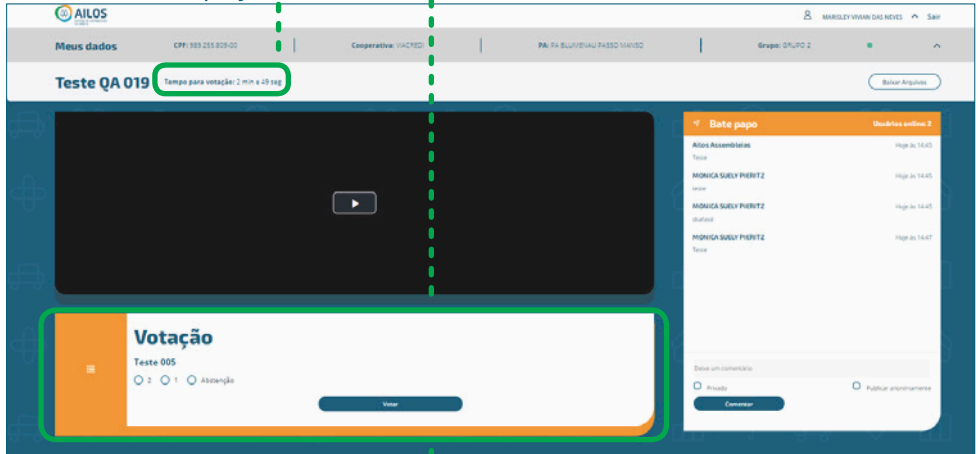 AILOS
MARISLEY VIVIAN DAS NEVES Sair
Meus dados CPF: Cooperativa: VIACREDI PA: PA BLUMENAU PASSO MANSO Grupo: GRUPO 2
Teste QA 019 Tempo para votação: 2 min e 49 seg Baixar Arquivos
Bate papo Usuários online: 2
Ailos Assembleias Hoje às 14:45
Teste
MONICA SUELY PIERITZ Hoje às 14:45
teste
MONICA SUELY PIERITZ Hoje às 14:45
MONICA SUELY PIERITZ Hoje às 14:47
Teste
Votação
Teste 005
2 1 Abstenção
Votar
Deixe um comentário
Privado Publicar anonimamente
Comentar